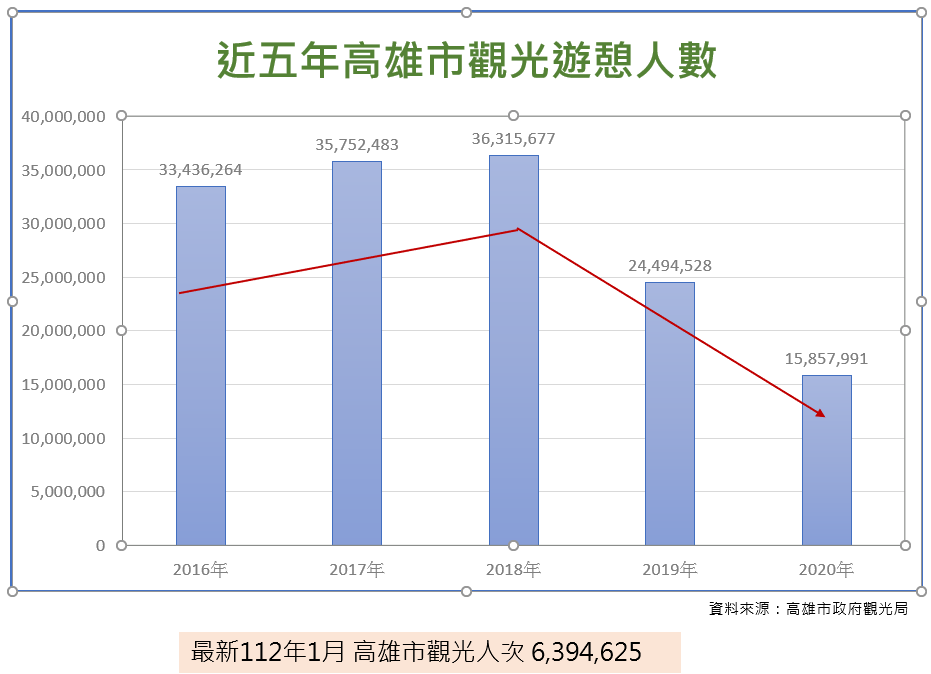 近五年高雄市觀光遊憩人數
40,000,000
35,000,000
30,000,000
25,000,000
20,000,000
15,000,000
10,000,000
5,000,000
0
33,436,264
35,752,483
36,315,677
24,494,528
15,857,991
2016年
2017年
2018年
2019年
2020年
資料來源：高雄市政府觀光局
最新112年1月 高雄市觀光人次 6,394,625